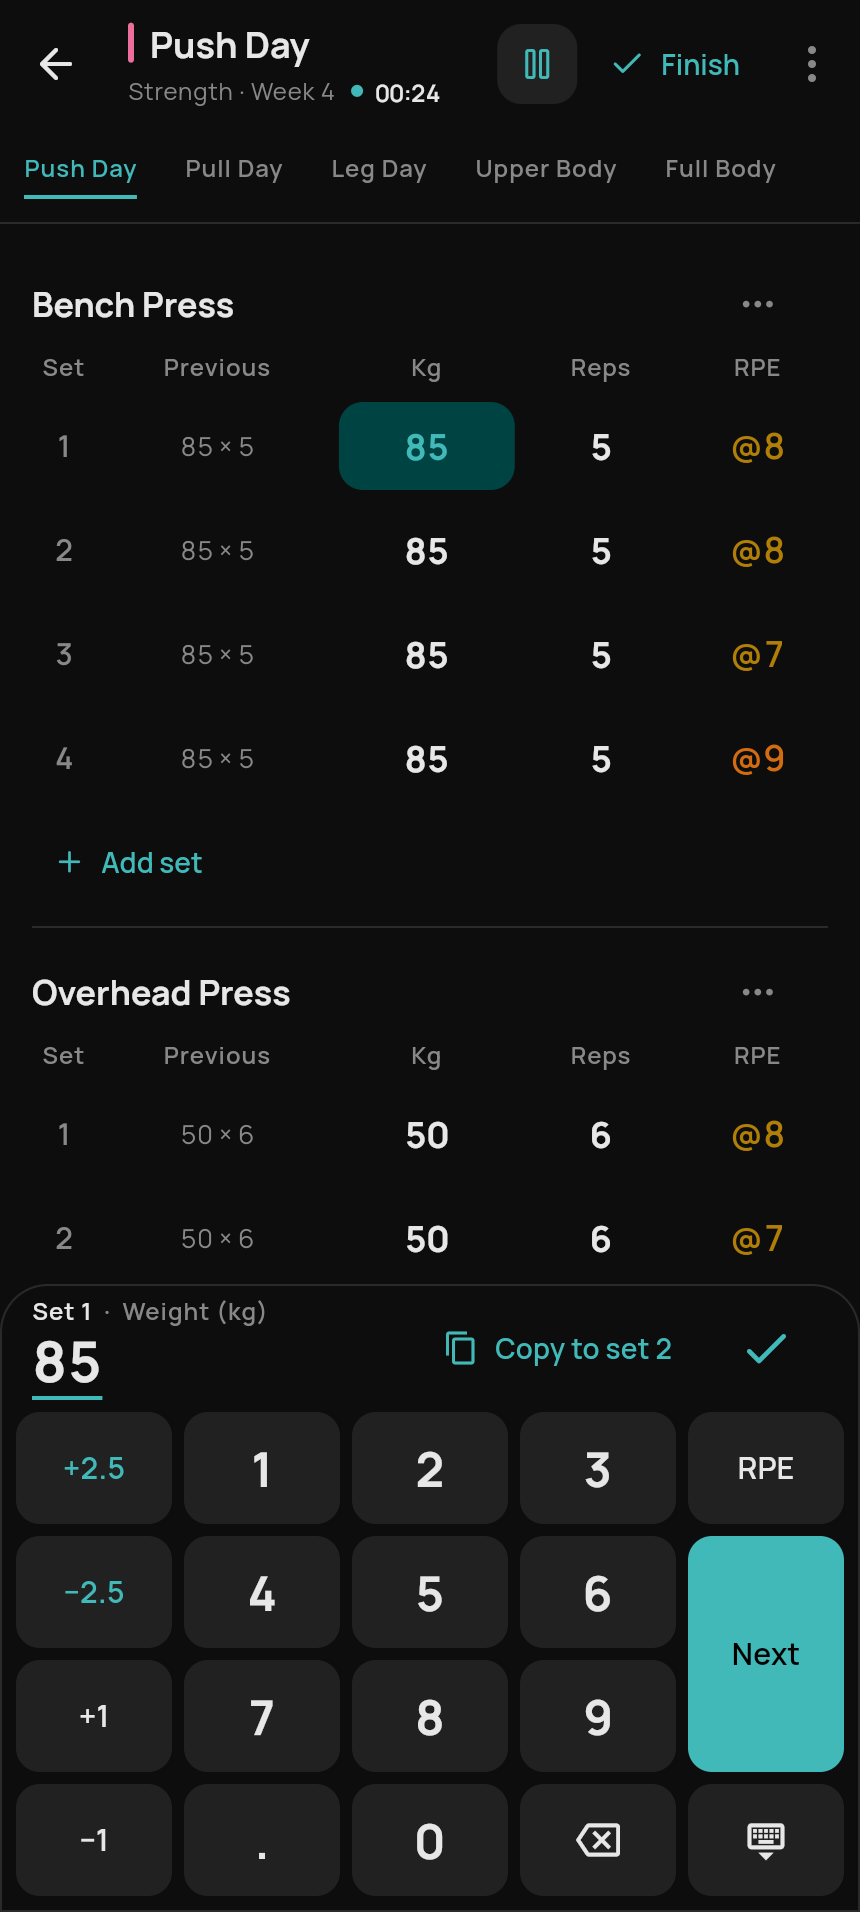 Push Day
Strength · Week 4 • 00:24
Finish
Push Day Pull Day Leg Day Upper Body Full Body
Bench Press
Set Previous Kg Reps RPE
1 85 × 5 85 5 @8
2 85 × 5 85 5 @8
3 85 × 5 85 5 @7
4 85 × 5 85 5 @9
+ Add set
Overhead Press
Set Previous Kg Reps RPE
1 50 × 6 50 6 @8
2 50 × 6 50 6 @7
Set 1 · Weight (kg)
85
Copy to set 2
+2.5 1 2 3 RPE
−2.5 4 5 6
Next
+1 7 8 9
−1 . 0